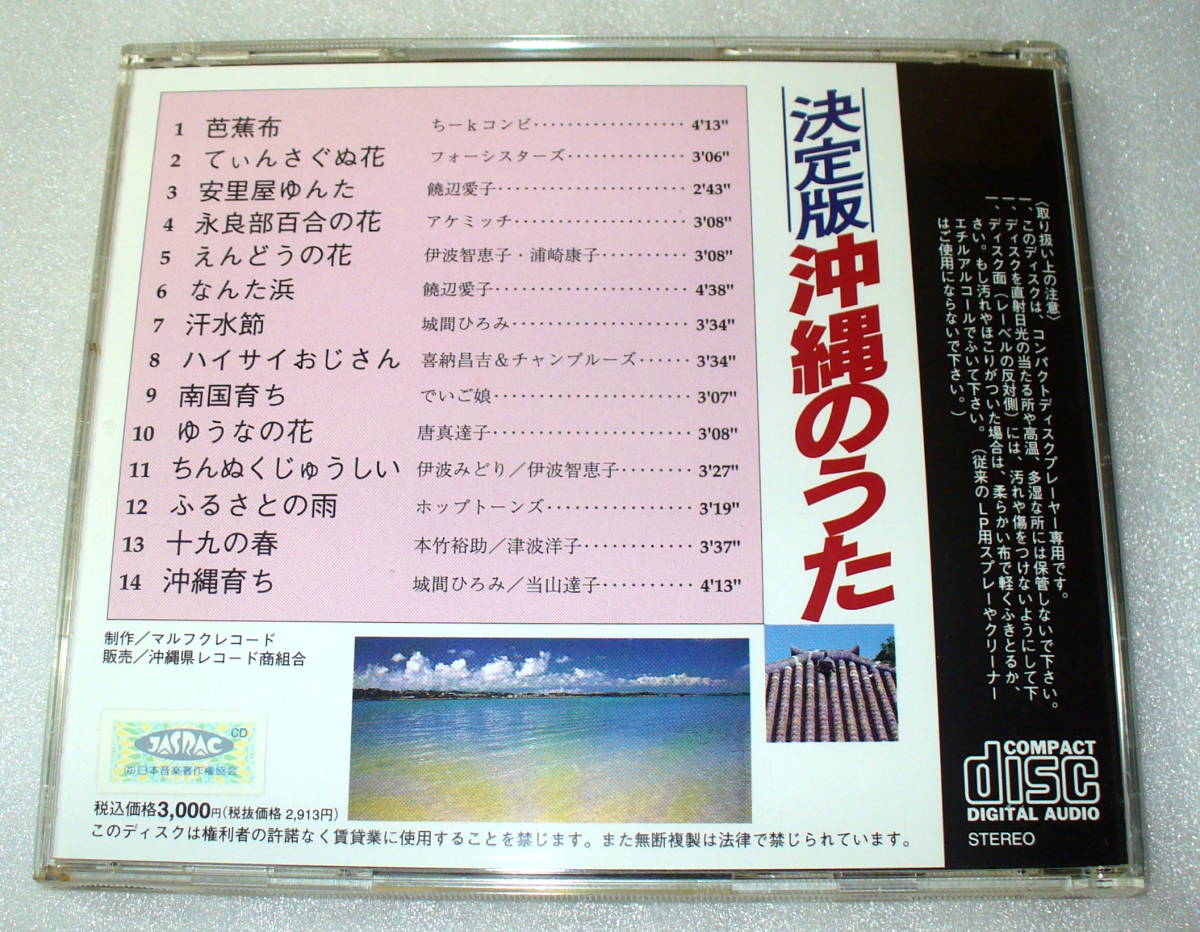 決定版
沖縄のうた
1 芭蕉布 ちーkコンビ‥‥‥‥‥‥‥ 4'13"
2 てぃんさぐぬ花 フォーシスターズ‥‥‥‥‥ 3'06"
3 安里屋ゆんた 饒辺愛子‥‥‥‥‥‥‥‥ 2'43"
4 永良部百合の花 アケミッチ‥‥‥‥‥‥‥ 3'08"
5 えんどうの花 伊波智恵子・浦崎康子‥‥‥‥ 3'08"
6 なんた浜 饒辺愛子‥‥‥‥‥‥‥‥ 4'38"
7 汗水節 城間ひろみ‥‥‥‥‥‥‥ 3'34"
8 ハイサイおじさん 喜納昌吉&チャンプルーズ‥‥ 3'34"
9 南国育ち でいご娘‥‥‥‥‥‥‥‥ 3'07"
10 ゆうなの花 唐真達子‥‥‥‥‥‥‥‥ 3'08"
11 ちんぬくじゅうしい 伊波みどり/伊波智恵子‥‥‥ 3'27"
12 ふるさとの雨 ホップトーンズ‥‥‥‥‥‥ 3'19"
13 十九の春 本竹裕助/津波洋子‥‥‥‥‥ 3'37"
14 沖縄育ち 城間ひろみ/当山達子‥‥‥‥ 4'13"
制作/マルフクレコード
販売/沖縄県レコード商組合
JASRAC
CD
㈳日本音楽著作権協会
税込価格3,000円(税抜価格 2,913円)
このディスクは権利者の許諾なく賃貸業に使用することを禁じます。また無断複製は法律で禁じられています。
(取り扱い上の注意)
一、このディスクは、コンパクトディスクプレーヤー専用です。
一、ディスクを直射日光の当たる所や高温、多湿な所には保管しないで下さい。
一、ディスク面(レーベルの反対側)には、汚れや傷をつけないようにして下
さい。もし汚れやほこりがついた場合は、柔らかい布で軽くふきとるか、
エチルアルコールでふいて下さい。(従来のLP用スプレーやクリーナー
はご使用にならないで下さい。)
COMPACT
disc
DIGITAL AUDIO
STEREO